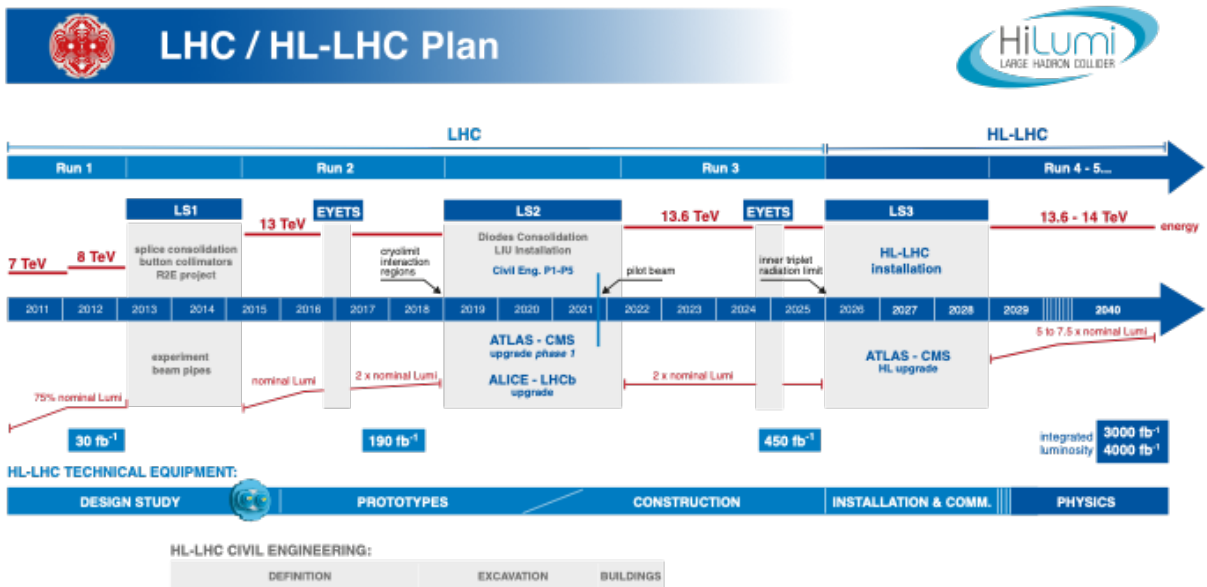 LHC / HL-LHC Plan
HiLumi
LARGE HADRON COLLIDER
LHC
HL-LHC
Run 1
Run 2
Run 3
Run 4 - 5...
LS1
EYETS
LS2
EYETS
LS3
13 TeV
13.6 TeV
13.6 - 14 TeV
energy
splice consolidation
button collimators
R2E project
Diodes Consolidation
LIU Installation
Civil Eng. P1-P5
HL-LHC
installation
7 TeV
8 TeV
cryolimit
interaction
regions
pilot beam
inner triplet
radiation limit
2011 2012 2013 2014 2015 2016 2017 2018 2019 2020 2021 2022 2023 2024 2025 2026 2027 2028 2029 2040
experiment
beam pipes
ATLAS - CMS
upgrade phase 1
ALICE - LHCb
upgrade
ATLAS - CMS
HL upgrade
5 to 7.5 x nominal Lumi
75% nominal Lumi
nominal Lumi
2 x nominal Lumi
2 x nominal Lumi
30 fb⁻¹
190 fb⁻¹
450 fb⁻¹
integrated
luminosity
3000 fb⁻¹
4000 fb⁻¹
HL-LHC TECHNICAL EQUIPMENT:
DESIGN STUDY
PROTOTYPES
CONSTRUCTION
INSTALLATION & COMM.
PHYSICS
HL-LHC CIVIL ENGINEERING:
DEFINITION
EXCAVATION
BUILDINGS